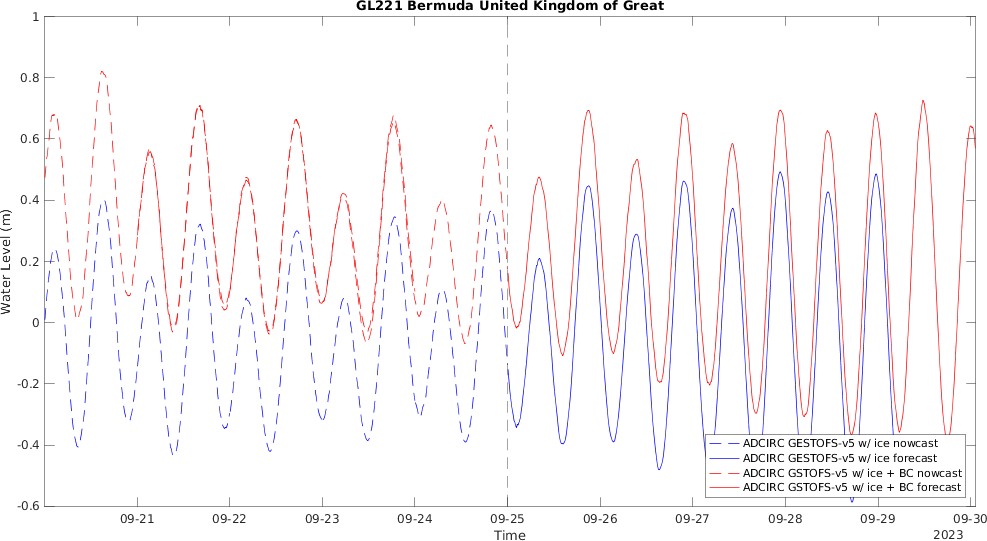 GL221 Bermuda United Kingdom of Great
Water Level (m)
1
0.8
0.6
0.4
0.2
0
-0.2
-0.4
-0.6
ADCIRC GESTOFS-v5 w/ ice nowcast
ADCIRC GESTOFS-v5 w/ ice forecast
ADCIRC GSTOFS-v5 w/ ice + BC nowcast
ADCIRC GSTOFS-v5 w/ ice + BC forecast
09-21 09-22 09-23 09-24 09-25 09-26 09-27 09-28 09-29 09-30
Time
2023